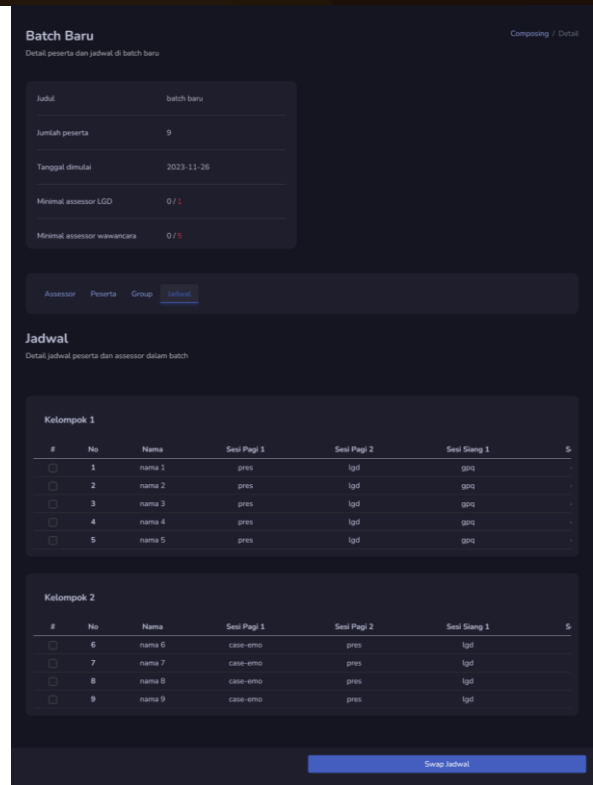 Batch Baru
Composing / Detail
Detail peserta dan jadwal di batch baru
Judul batch baru
Jumlah peserta 9
Tanggal dimulai 2023-11-26
Minimal assessor LGD 0 / 1
Minimal assessor wawancara 0 / 5
Assessor Peserta Group Jadwal
Jadwal
Detail jadwal peserta dan assessor dalam batch
Kelompok 1
# No Nama Sesi Pagi 1 Sesi Pagi 2 Sesi Siang 1
1 nama 1 pres lgd gpq
2 nama 2 pres lgd gpq
3 nama 3 pres lgd gpq
4 nama 4 pres lgd gpq
5 nama 5 pres lgd gpq
Kelompok 2
# No Nama Sesi Pagi 1 Sesi Pagi 2 Sesi Siang 1
6 nama 6 case-emo pres lgd
7 nama 7 case-emo pres lgd
8 nama 8 case-emo pres lgd
9 nama 9 case-emo pres lgd
Swap Jadwal